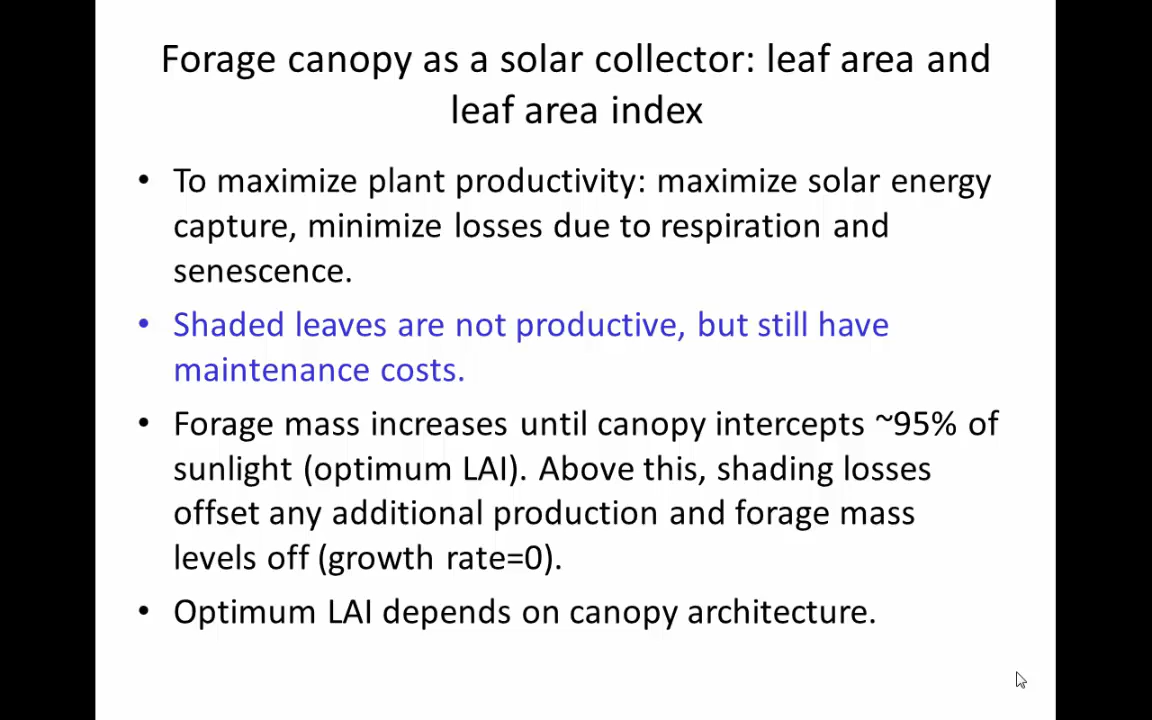 Forage canopy as a solar collector: leaf area and
leaf area index
• To maximize plant productivity: maximize solar energy
capture, minimize losses due to respiration and
senescence.
• Shaded leaves are not productive, but still have
maintenance costs.
• Forage mass increases until canopy intercepts ~95% of
sunlight (optimum LAI). Above this, shading losses
offset any additional production and forage mass
levels off (growth rate=0).
• Optimum LAI depends on canopy architecture.